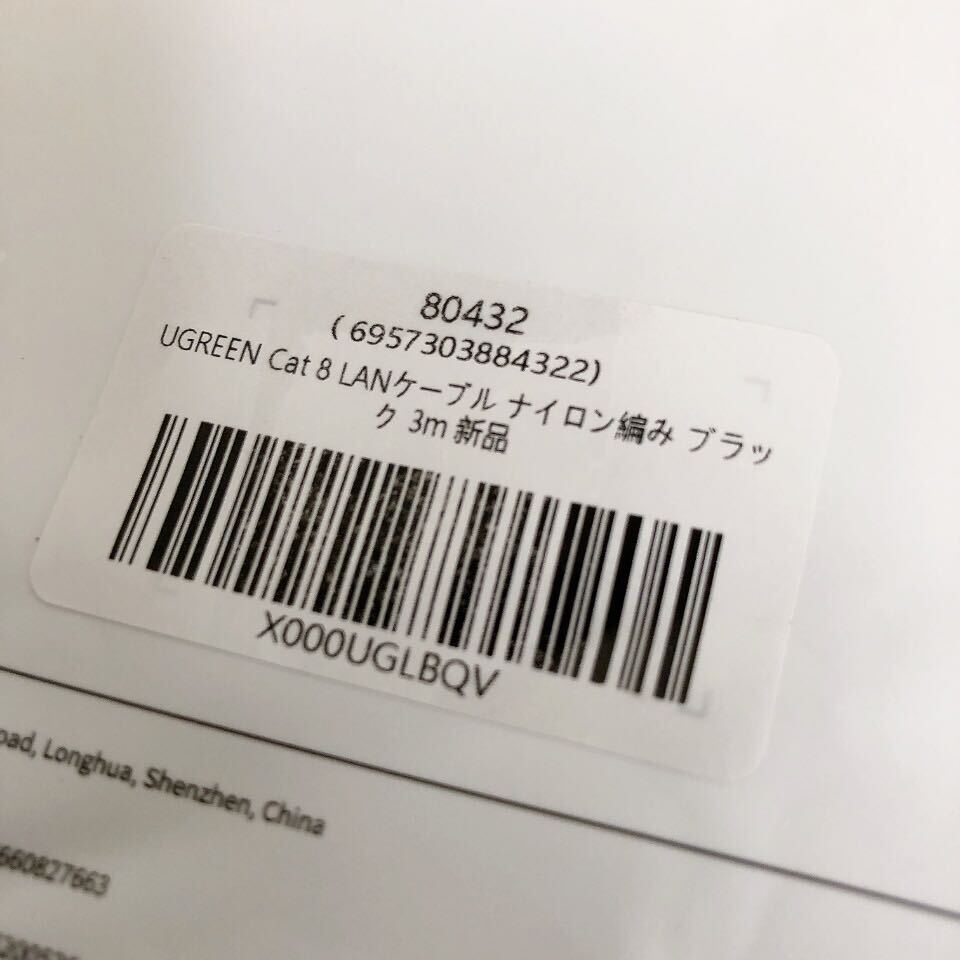 80432
( 6957303884322)
UGREEN Cat 8 LANケーブル ナイロン編み ブラッ
ク 3m 新品
X000UGLBQV
Longhua, Shenzhen, China
660827663